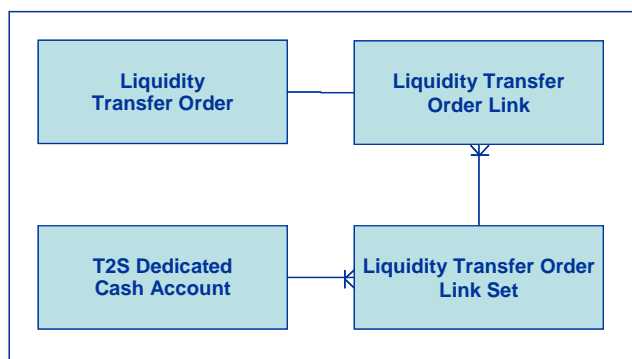 Liquidity
Transfer Order
Liquidity Transfer
Order Link
T2S Dedicated
Cash Account
Liquidity Transfer Order
Link Set